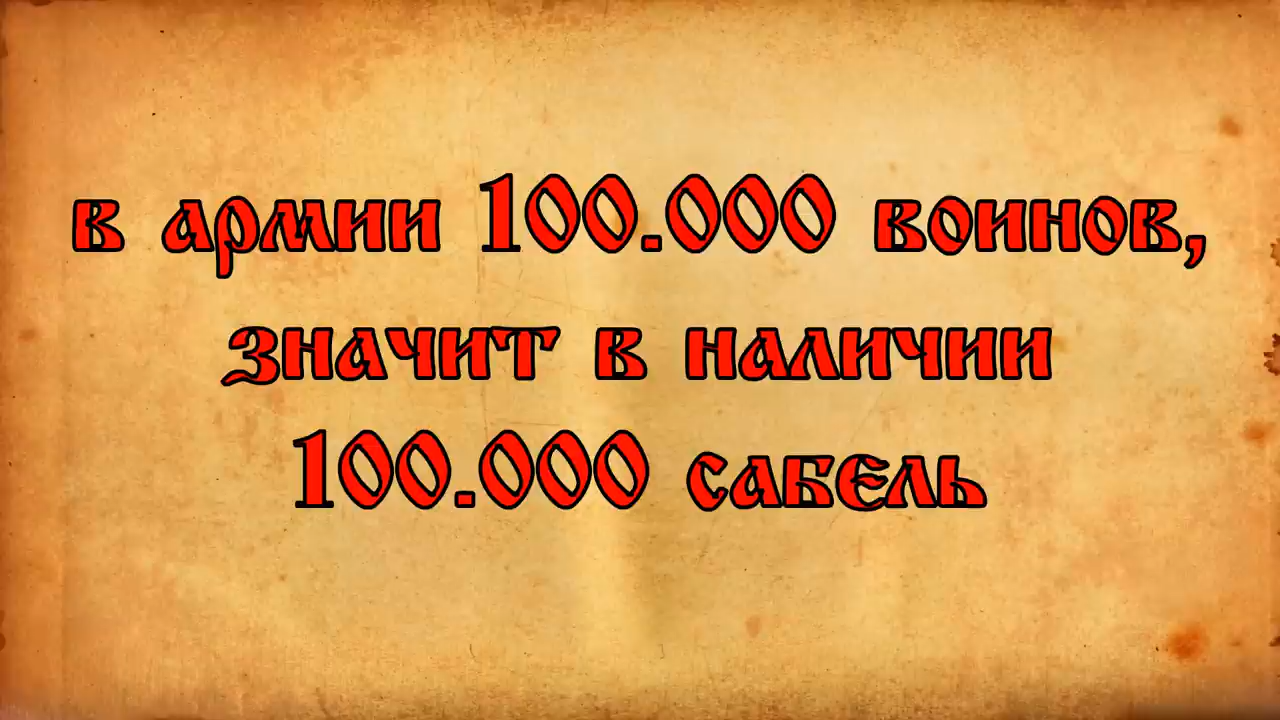 в армии 100.000 воинов,
значит в наличии
100.000 сабель